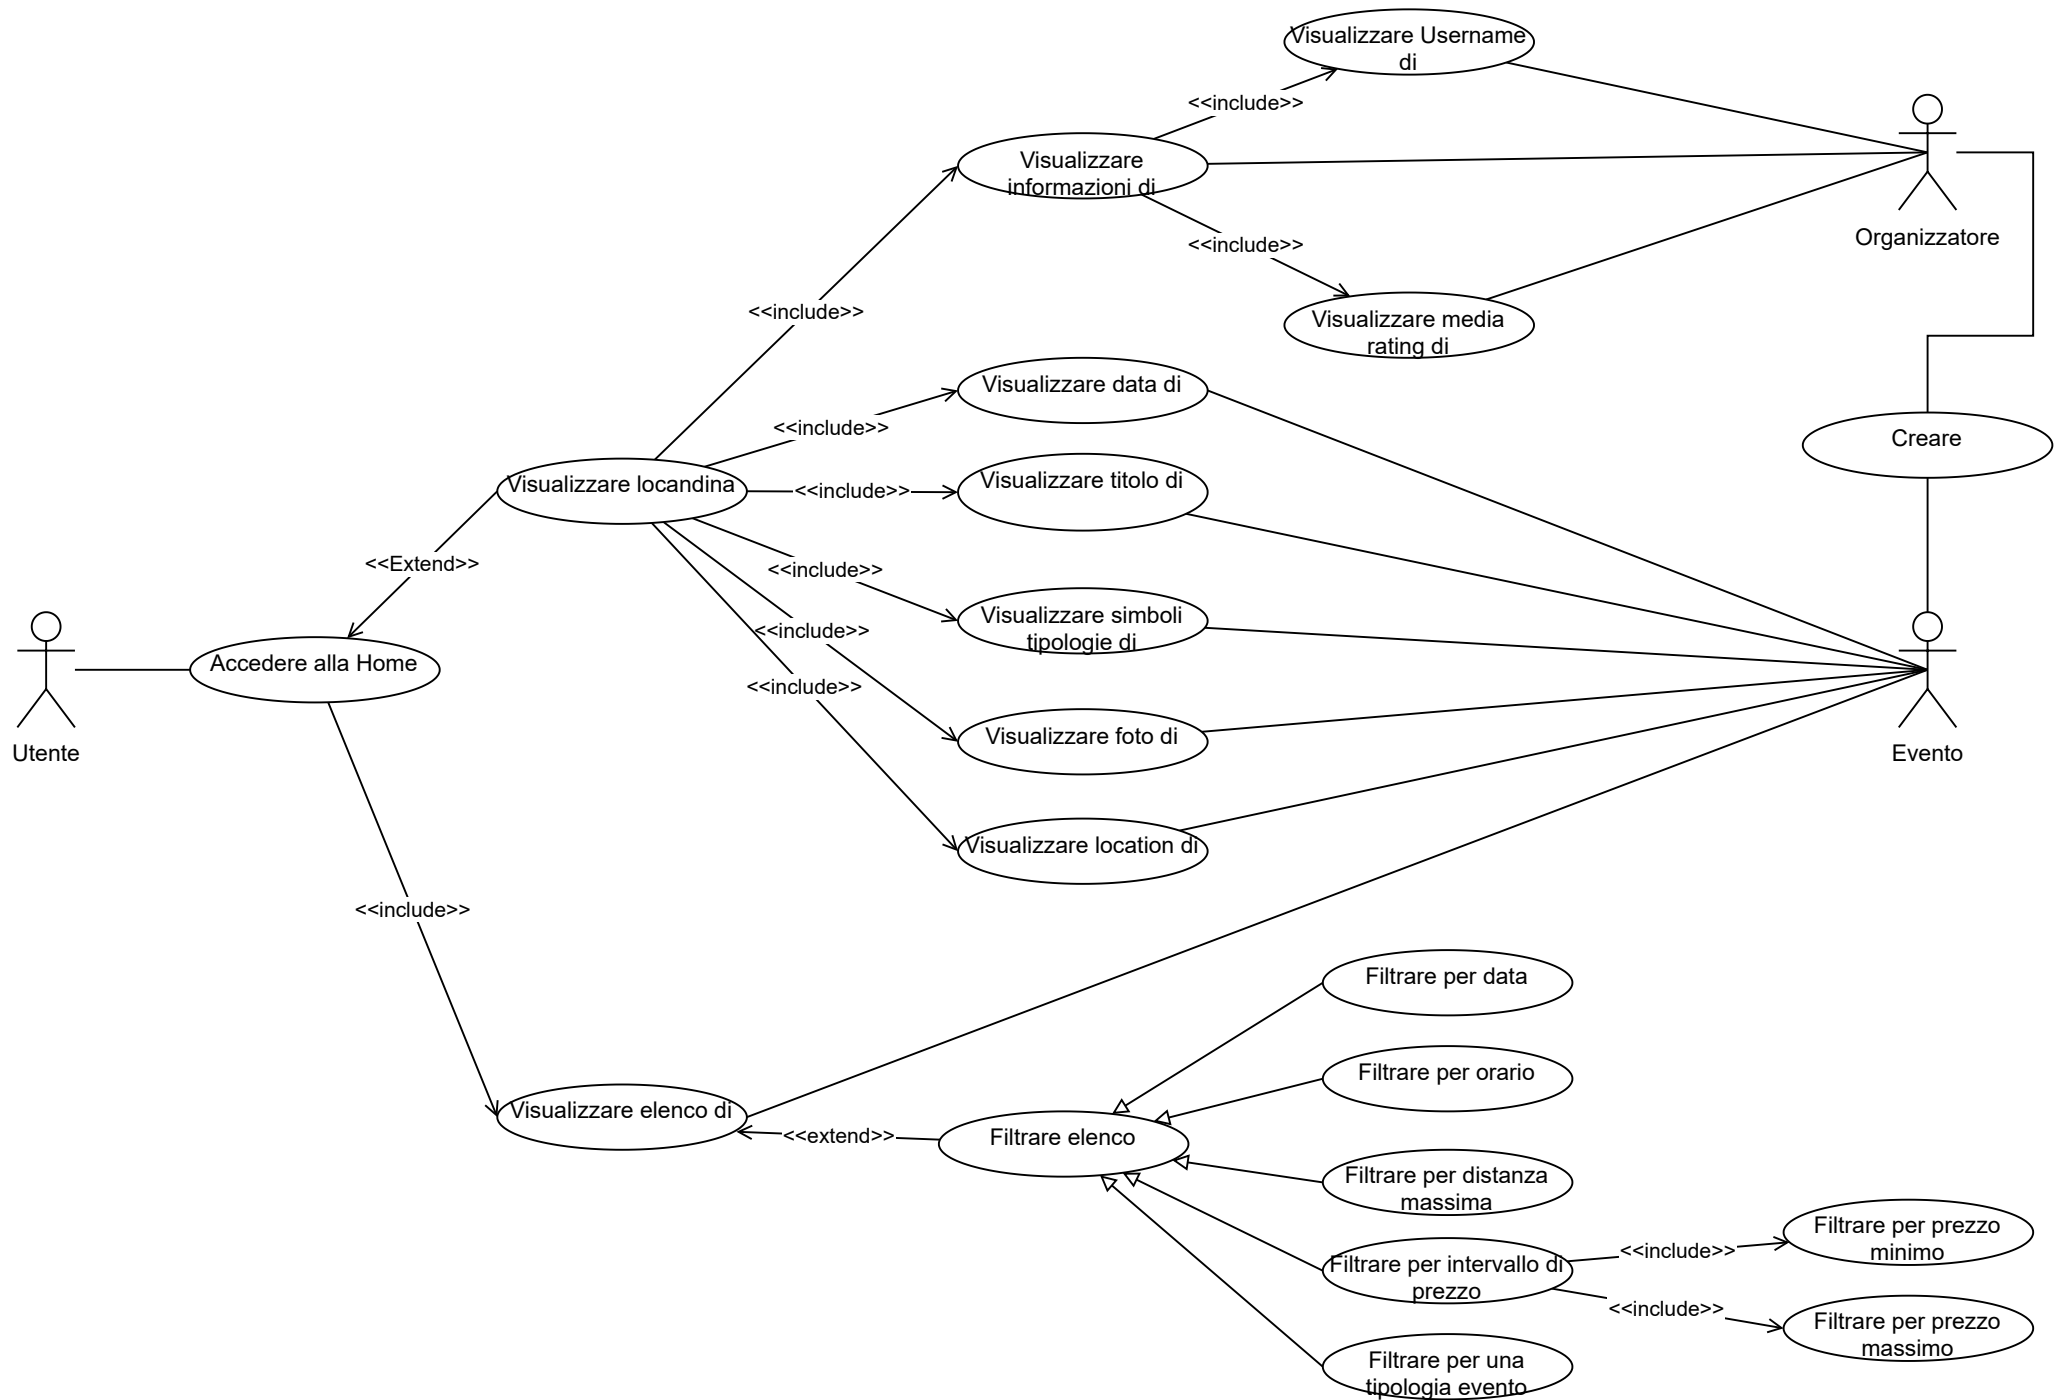 Visualizzare Username
di
<<include>>
Visualizzare
informazioni di
Organizzatore
<<include>>
<<include>>
Visualizzare media
rating di
Visualizzare data di
<<include>>
Creare
Visualizzare locandina
Visualizzare titolo di
<<include>>
<<Extend>>
<<include>>
Visualizzare simboli
tipologie di
<<include>>
Accedere alla Home
<<include>>
Visualizzare foto di
Utente
Evento
Visualizzare location di
<<include>>
Filtrare per data
Filtrare per orario
Visualizzare elenco di
<<extend>>
Filtrare elenco
Filtrare per distanza
massima
Filtrare per prezzo
minimo
<<include>>
Filtrare per intervallo di
prezzo
<<include>>
Filtrare per prezzo
massimo
Filtrare per una
tipologia evento